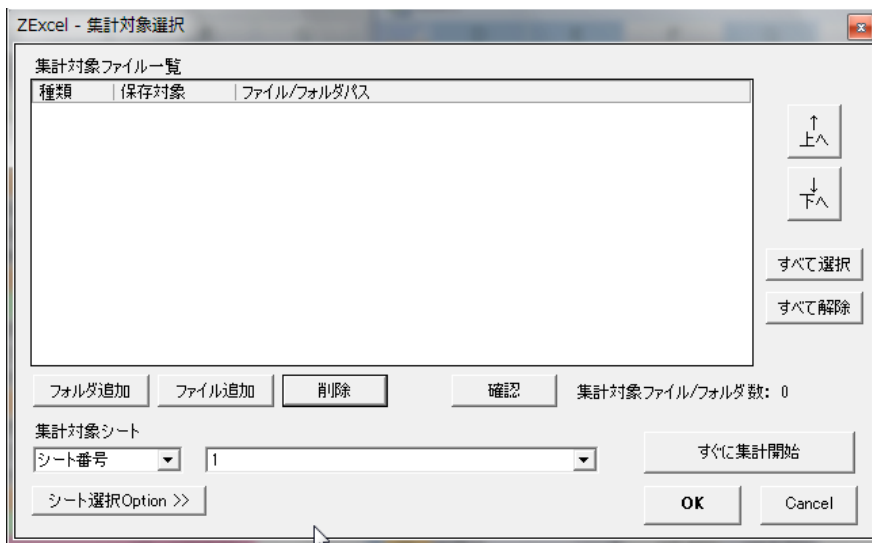 ZExcel - 集計対象選択
x
集計対象ファイル一覧
種類 保存対象 ファイル/フォルダパス
↑
上へ
↓
下へ
すべて選択
すべて解除
フォルダ追加 ファイル追加 削除 確認 集計対象ファイル/フォルダ数: 0
集計対象シート
シート番号 1 すぐに集計開始
シート選択Option >> OK Cancel